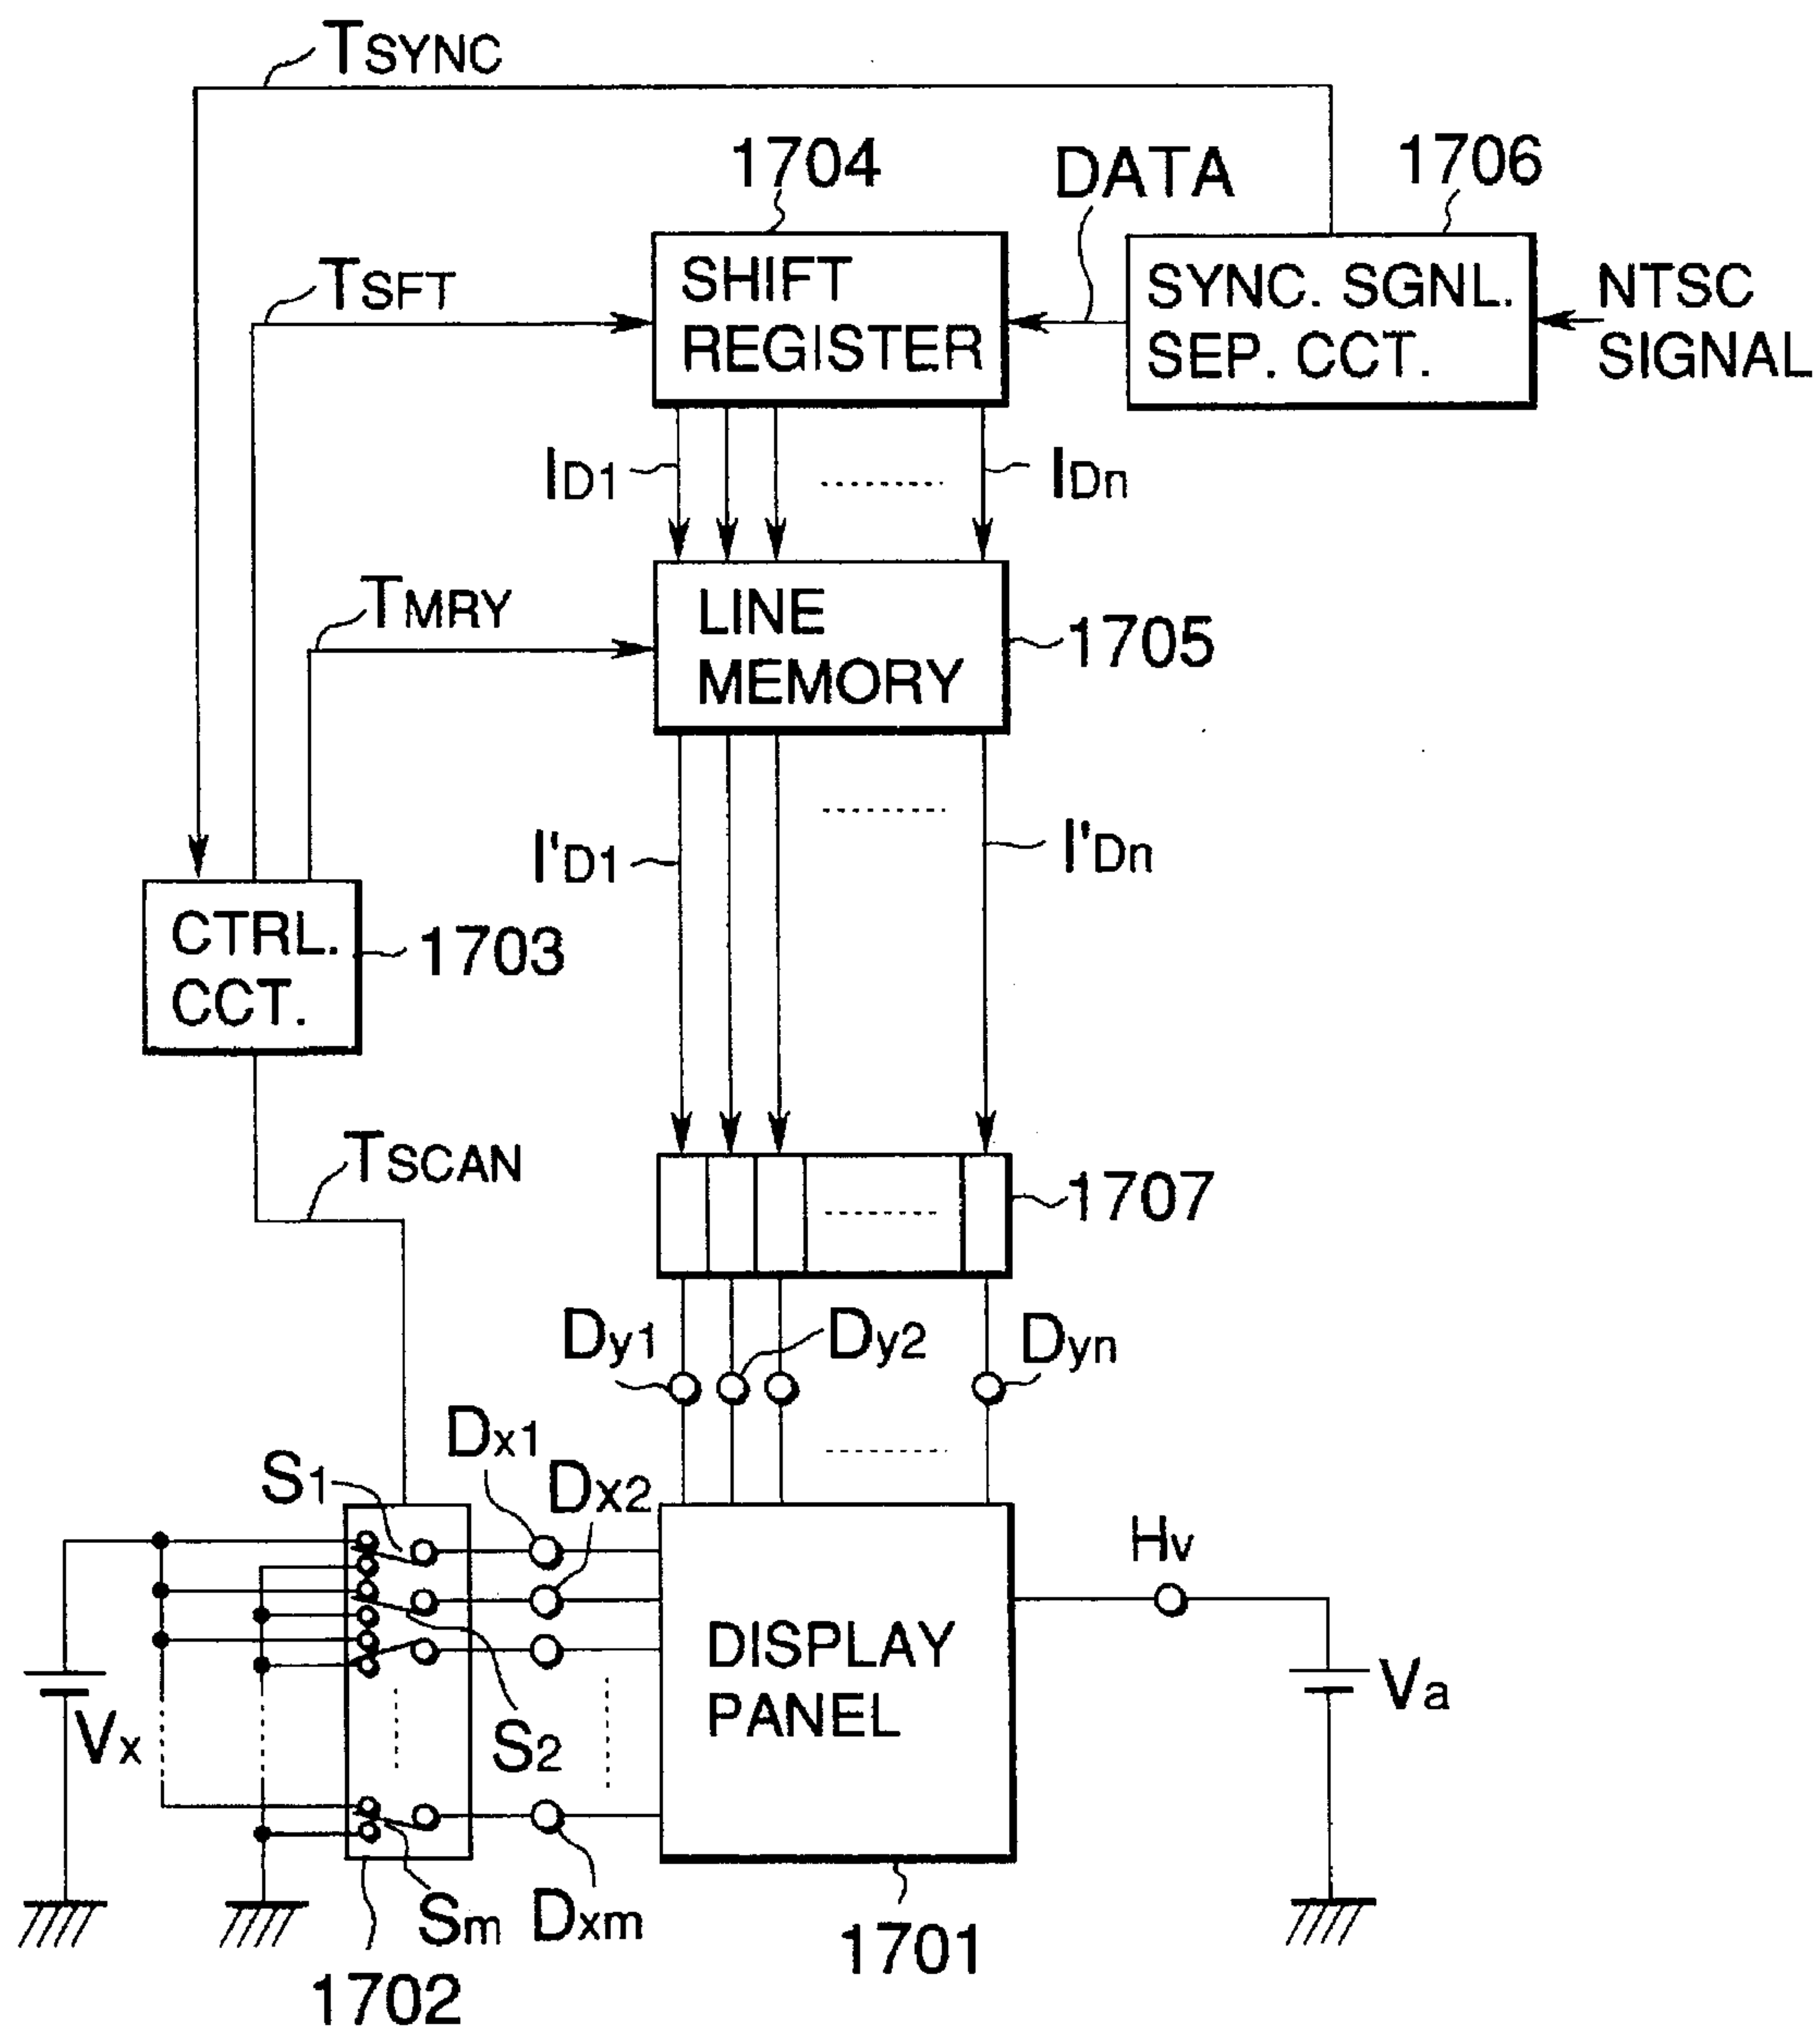 TSYNC
1704
DATA
1706
TSFT
SHIFT
REGISTER
SYNC. SGNL.
SEP. CCT.
NTSC
SIGNAL
ID1
IDn
TMRY
LINE
MEMORY
1705
I'D1
I'Dn
CTRL.
CCT.
1703
TSCAN
1707
Dy1
Dy2
Dyn
Dx1
S1
Dx2
Hv
DISPLAY
PANEL
Vx
S2
Va
Sm
Dxm
1701
1702